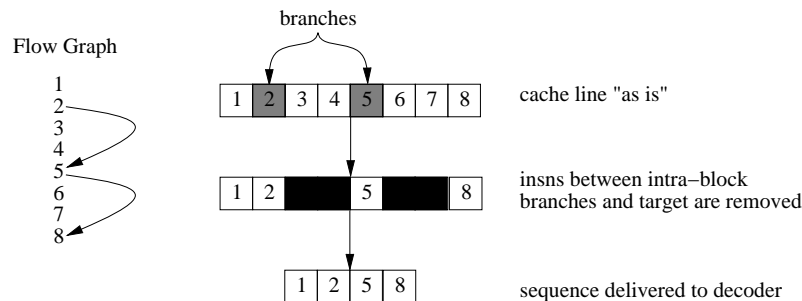 branches
Flow Graph
1
2
3
4
5
6
7
8
1 2 3 4 5 6 7 8
cache line "as is"
1 2 5 8
insns between intra−block
branches and target are removed
1 2 5 8
sequence delivered to decoder